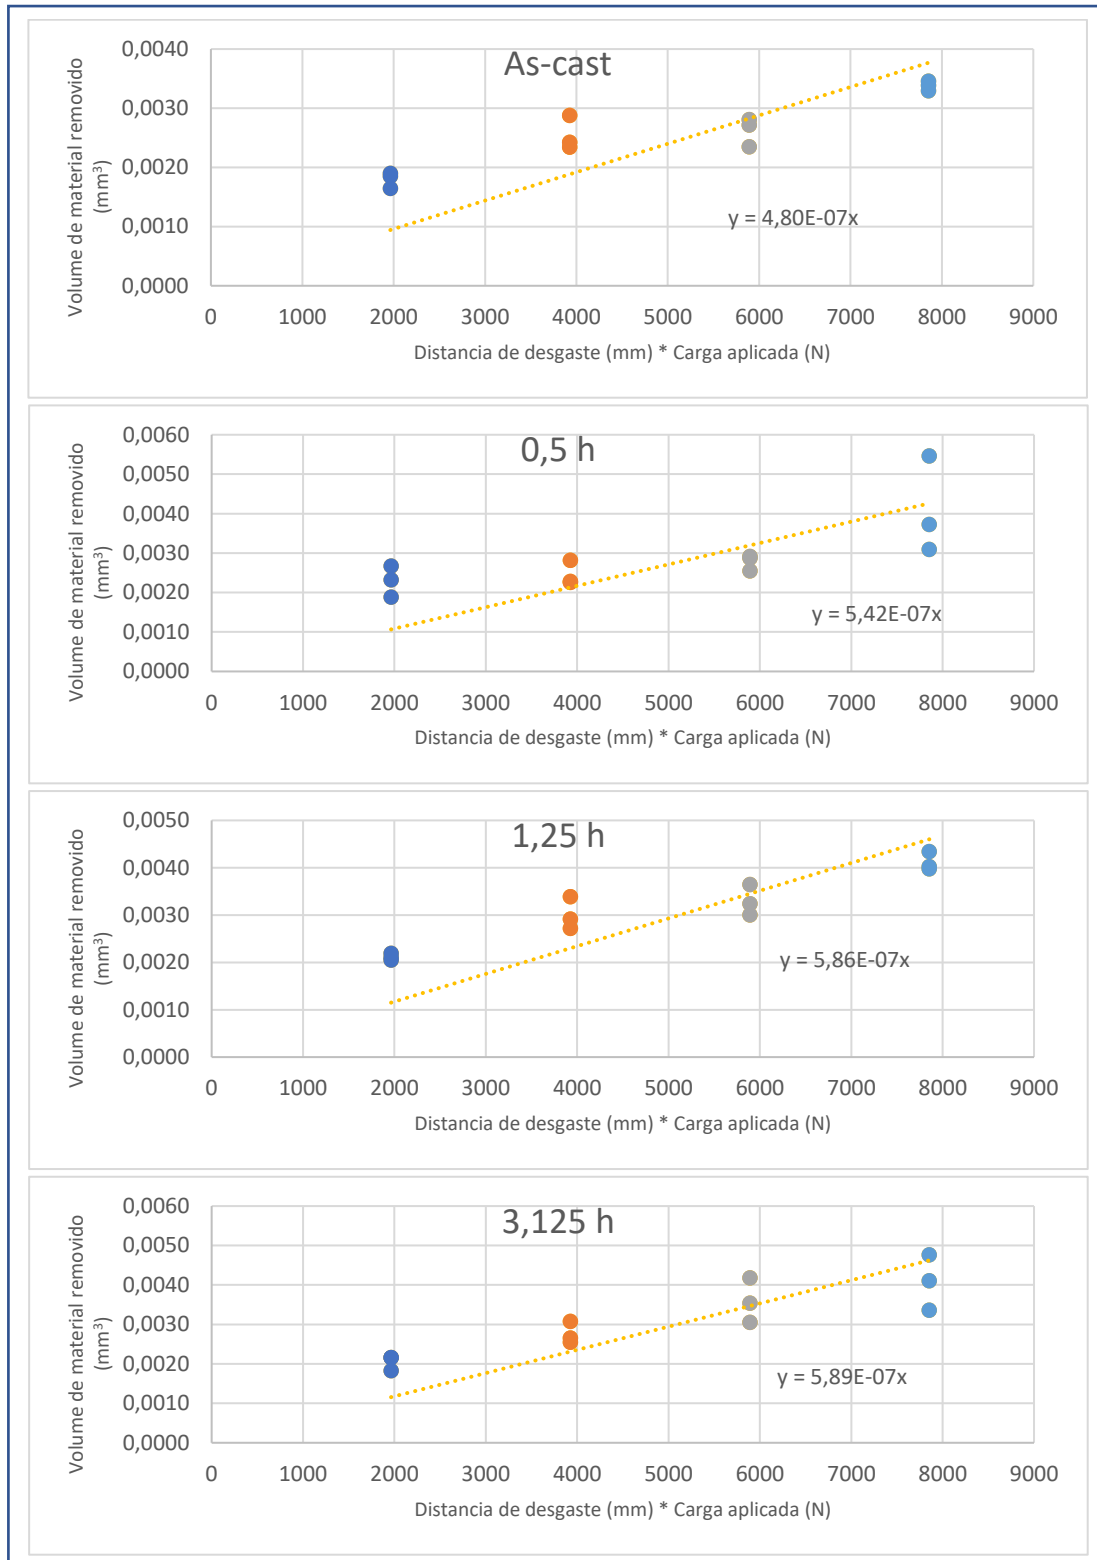 As-cast
0,0040
0,0030
0,0020
0,0010
0,0000
Volume de material removido
(mm³)
y = 4,80E-07x
0 1000 2000 3000 4000 5000 6000 7000 8000 9000
Distancia de desgaste (mm) * Carga aplicada (N)
0,5 h
0,0060
0,0050
0,0040
0,0030
0,0020
0,0010
0,0000
Volume de material removido
(mm³)
y = 5,42E-07x
0 1000 2000 3000 4000 5000 6000 7000 8000 9000
Distancia de desgaste (mm) * Carga aplicada (N)
1,25 h
0,0050
0,0040
0,0030
0,0020
0,0010
0,0000
Volume de material removido
(mm³)
y = 5,86E-07x
0 1000 2000 3000 4000 5000 6000 7000 8000 9000
Distancia de desgaste (mm) * Carga aplicada (N)
3,125 h
0,0060
0,0050
0,0040
0,0030
0,0020
0,0010
0,0000
Volume de material removido
(mm³)
y = 5,89E-07x
0 1000 2000 3000 4000 5000 6000 7000 8000 9000
Distancia de desgaste (mm) * Carga aplicada (N)